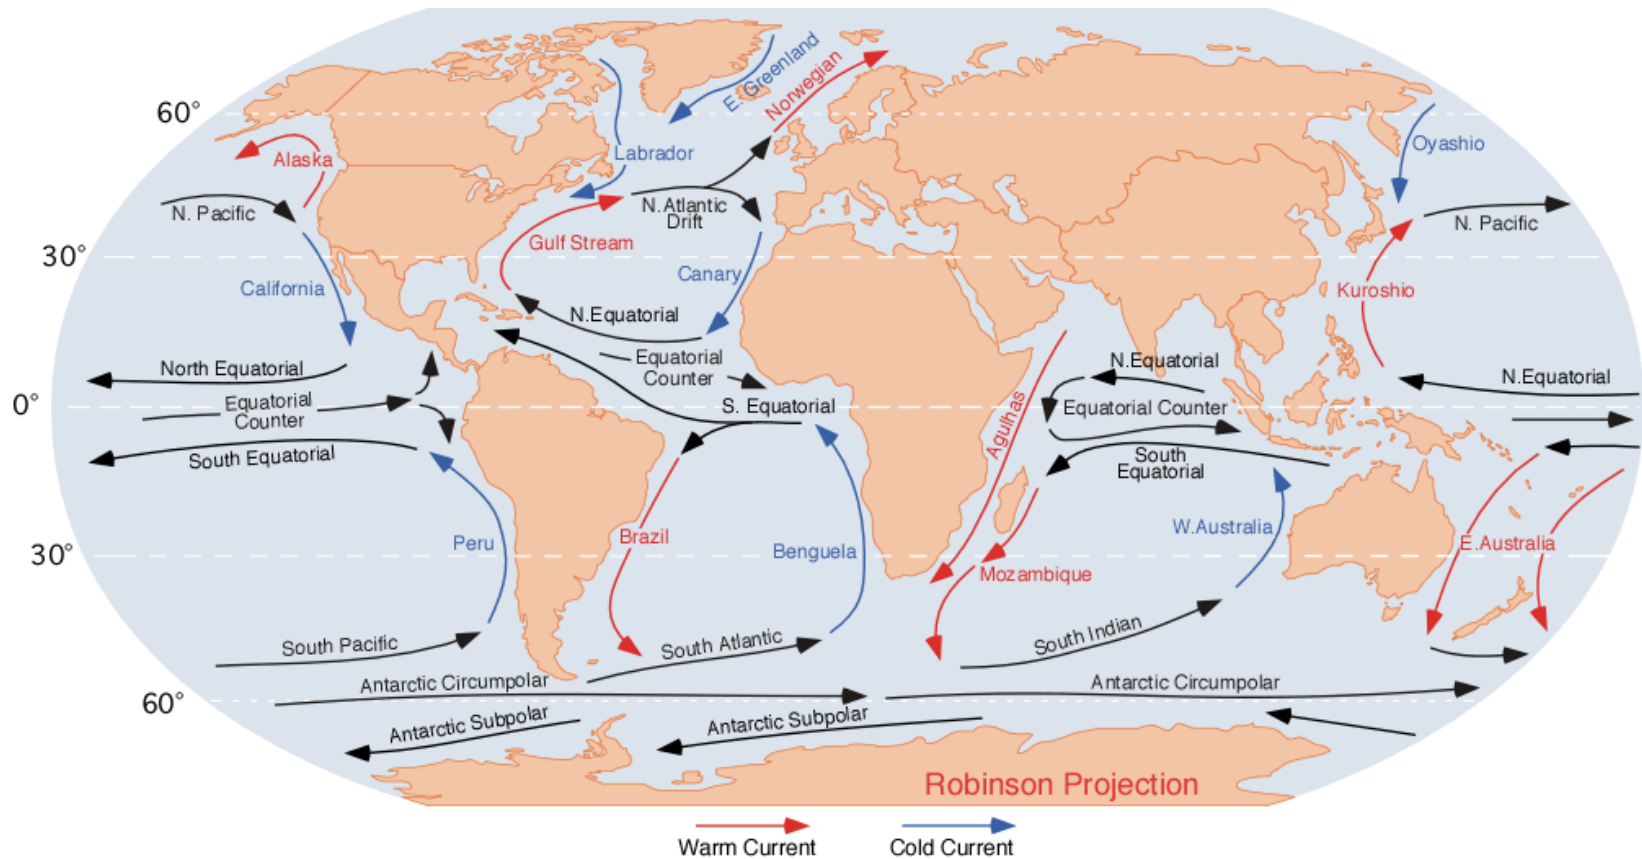 E. Greenland
Norwegian
60°
Labrador
Oyashio
Alaska
N. Pacific
N.Atlantic
Drift
N. Pacific
Gulf Stream
30°
Canary
California
Kuroshio
N.Equatorial
North Equatorial
Equatorial
Counter
N.Equatorial
N.Equatorial
Equatorial
Counter
0°
S. Equatorial
Equatorial Counter
Agulhas
South Equatorial
South
Equatorial
W.Australia
Peru
Brazil
Benguela
E.Australia
30°
Mozambique
South Pacific
South Atlantic
South Indian
Antarctic Circumpolar
Antarctic Circumpolar
60°
Antarctic Subpolar
Antarctic Subpolar
Robinson Projection
Warm Current
Cold Current